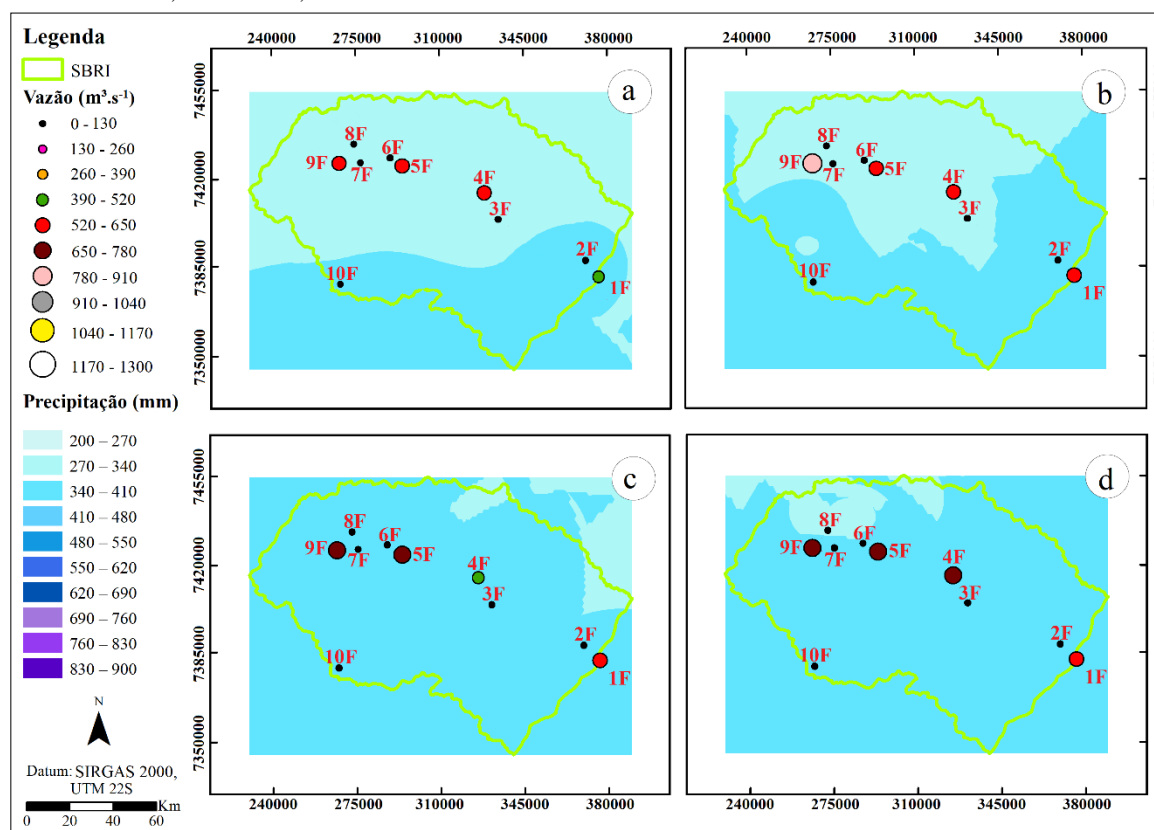 Legenda
SBRI
Vazão (m³.s⁻¹)
0 - 130
130 - 260
260 - 390
390 - 520
520 - 650
650 - 780
780 - 910
910 - 1040
1040 - 1170
1170 - 1300
Precipitação (mm)
200 – 270
270 – 340
340 – 410
410 – 480
480 – 550
550 – 620
620 – 690
690 – 760
760 – 830
830 – 900
N
Datum: SIRGAS 2000,
UTM 22S
Km
0 20 40 60
240000 275000 310000 345000 380000
7455000
7420000
7385000
7350000
a
8F
6F
9F
7F
5F
4F
3F
2F
10F
1F
240000 275000 310000 345000 380000
b
8F
6F
9F
7F
5F
4F
3F
2F
10F
1F
7455000
7420000
7385000
7350000
c
8F
6F
9F
7F
5F
4F
3F
2F
10F
1F
240000 275000 310000 345000 380000
d
8F
6F
9F
7F
5F
4F
3F
2F
10F
1F
240000 275000 310000 345000 380000